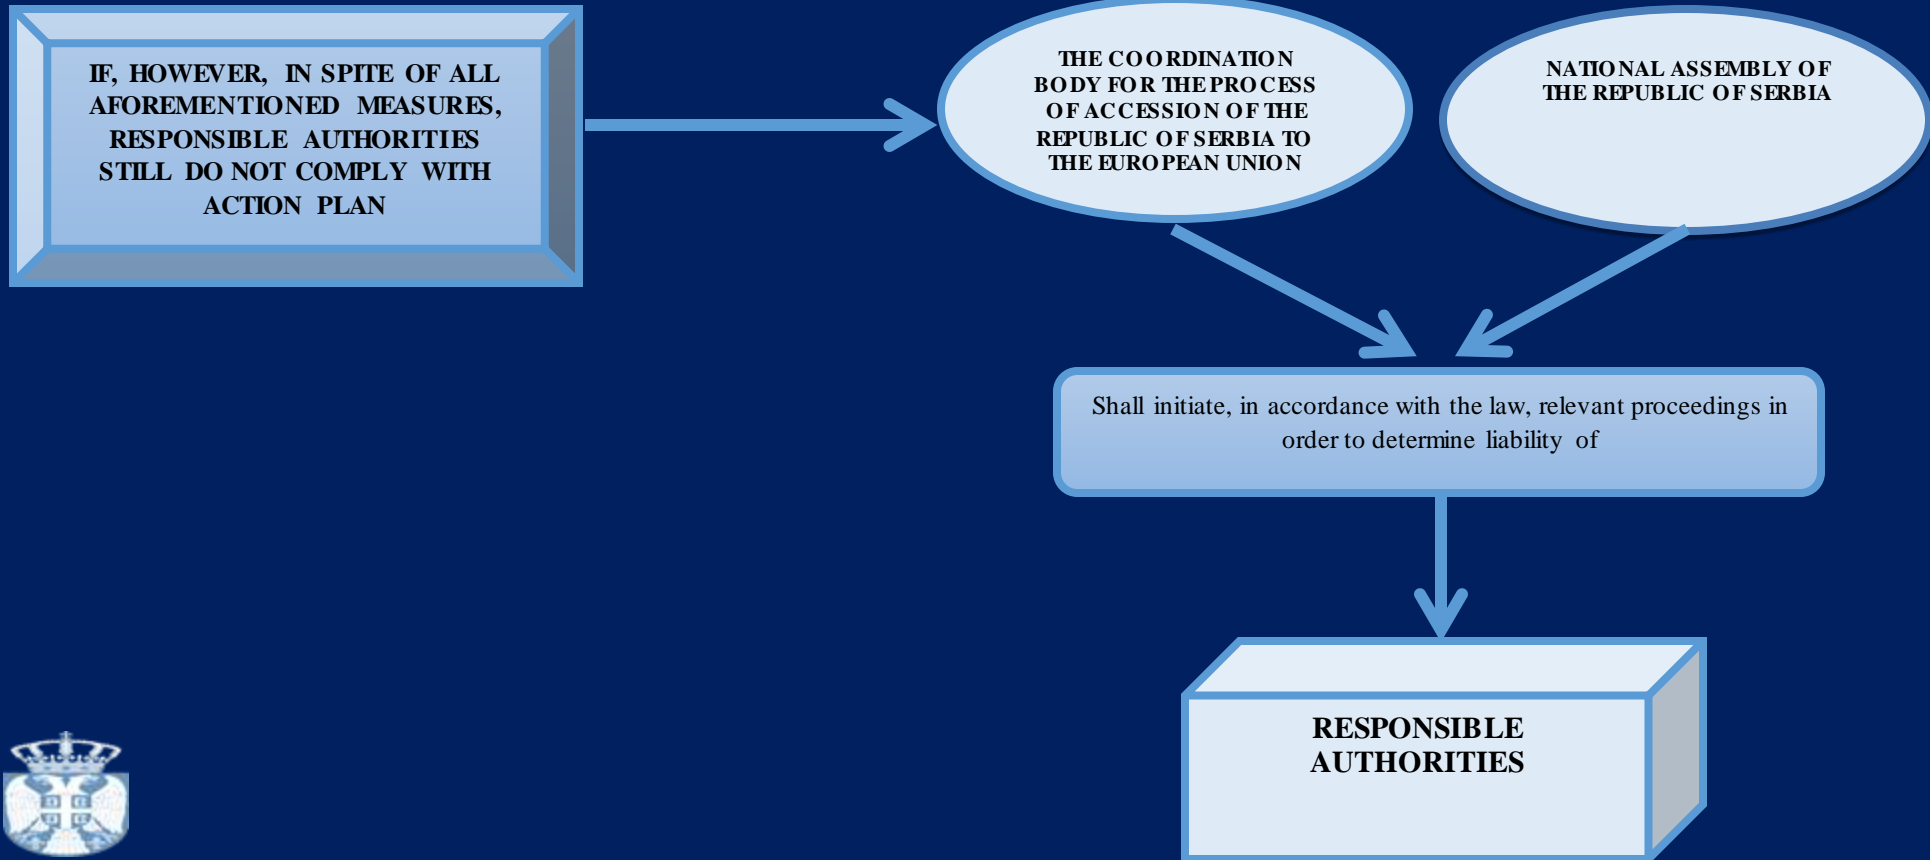 IF, HOWEVER, IN SPITE OF ALL
AFOREMENTIONED MEASURES,
RESPONSIBLE AUTHORITIES
STILL DO NOT COMPLY WITH
ACTION PLAN
THE COORDINATION
BODY FOR THE PROCESS
OF ACCESSION OF THE
REPUBLIC OF SERBIA TO
THE EUROPEAN UNION
NATIONAL ASSEMBLY OF
THE REPUBLIC OF SERBIA
Shall initiate, in accordance with the law, relevant proceedings in
order to determine liability of
RESPONSIBLE
AUTHORITIES